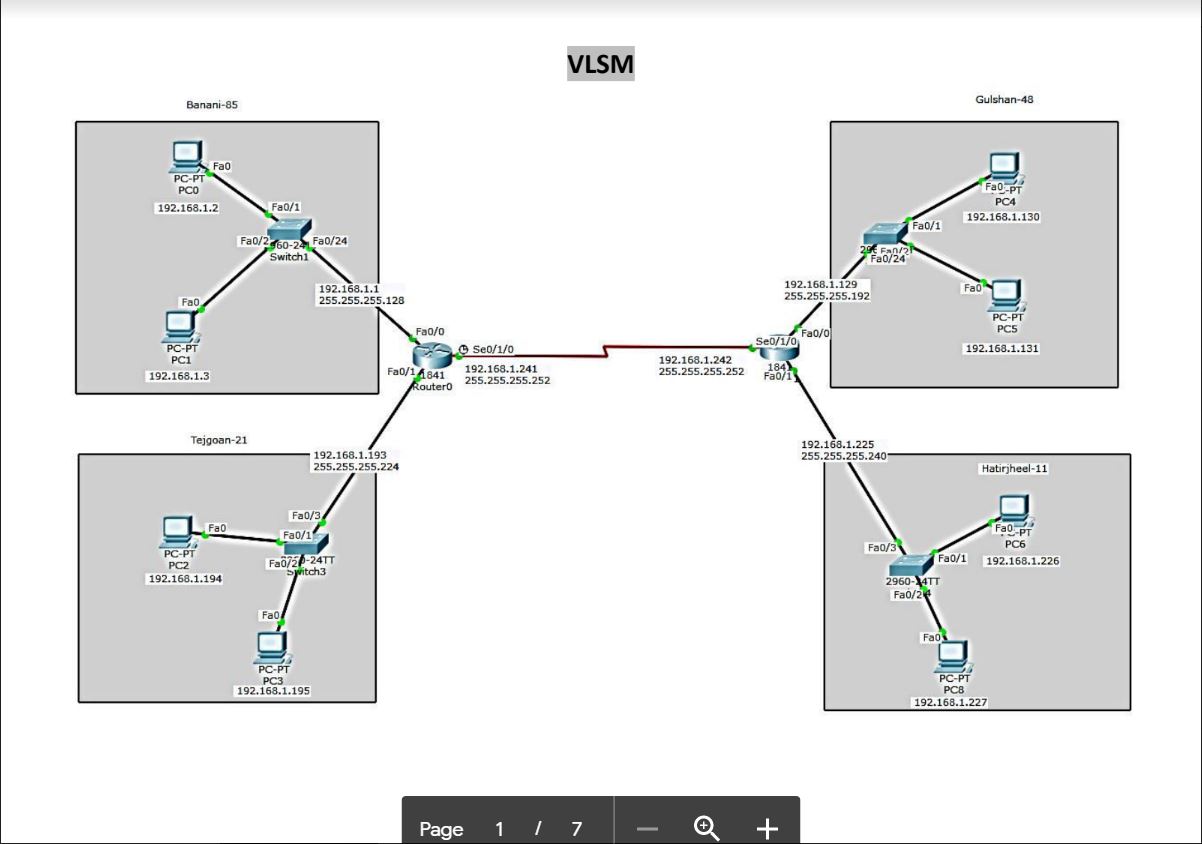 VLSM
Banani-85
Fa0
PC-PT
PC0
192.168.1.2
Fa0/1
Fa0/2
Fa0/24
Switch1
Fa0
PC-PT
PC1
192.168.1.3
192.168.1.1
255.255.255.128
Fa0/0
Se0/1/0
Fa0/1
1841
Router0
192.168.1.241
255.255.255.252
Gulshan-48
Fa0
PC4
192.168.1.130
Fa0/1
Fa0/24
Fa0
PC-PT
PC5
192.168.1.131
192.168.1.129
255.255.255.192
Fa0/0
Se0/1/0
192.168.1.242
255.255.255.252
Fa0/1
Tejgoan-21
192.168.1.193
255.255.255.224
Fa0/3
Fa0
Fa0/1
PC-PT
PC2
192.168.1.194
Fa0/2
Switch3
Fa0
PC-PT
PC3
192.168.1.195
192.168.1.225
255.255.255.240
Hatirjheel-11
Fa0
PC6
192.168.1.226
Fa0/3
Fa0/1
2960-24TT
Fa0/2
Fa0
PC-PT
PC8
192.168.1.227
Page 1 / 7